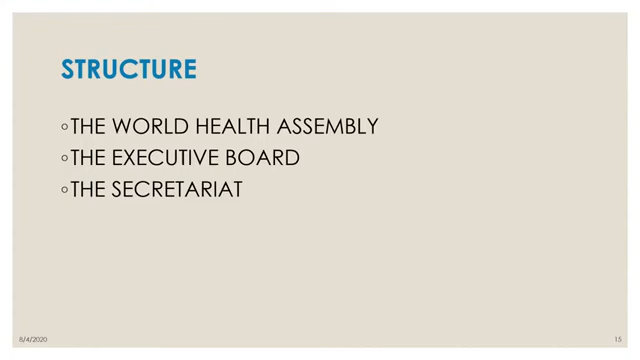 STRUCTURE
◦THE WORLD HEALTH ASSEMBLY
◦THE EXECUTIVE BOARD
◦THE SECRETARIAT
8/4/2020
15